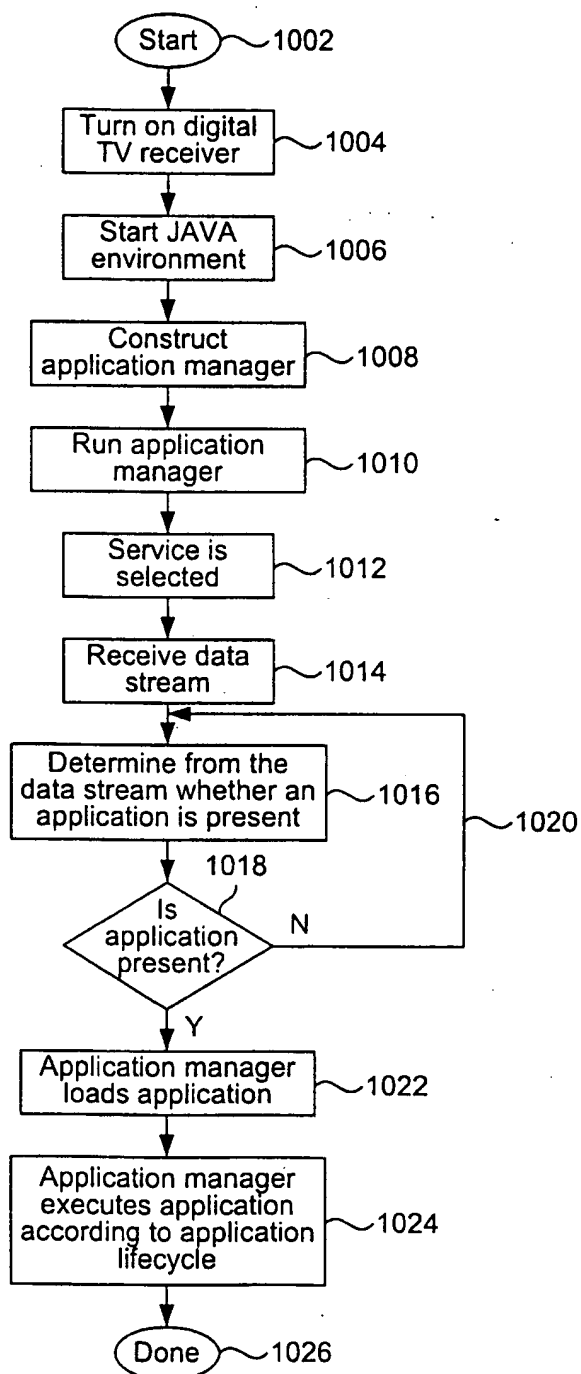 Start
1002
Turn on digital
TV receiver
1004
Start JAVA
environment
1006
Construct
application manager
1008
Run application
manager
1010
Service is
selected
1012
Receive data
stream
1014
Determine from the
data stream whether an
application is present
1016
1020
1018
Is
application
present?
N
Y
Application manager
loads application
1022
Application manager
executes application
according to application
lifecycle
1024
Done
1026